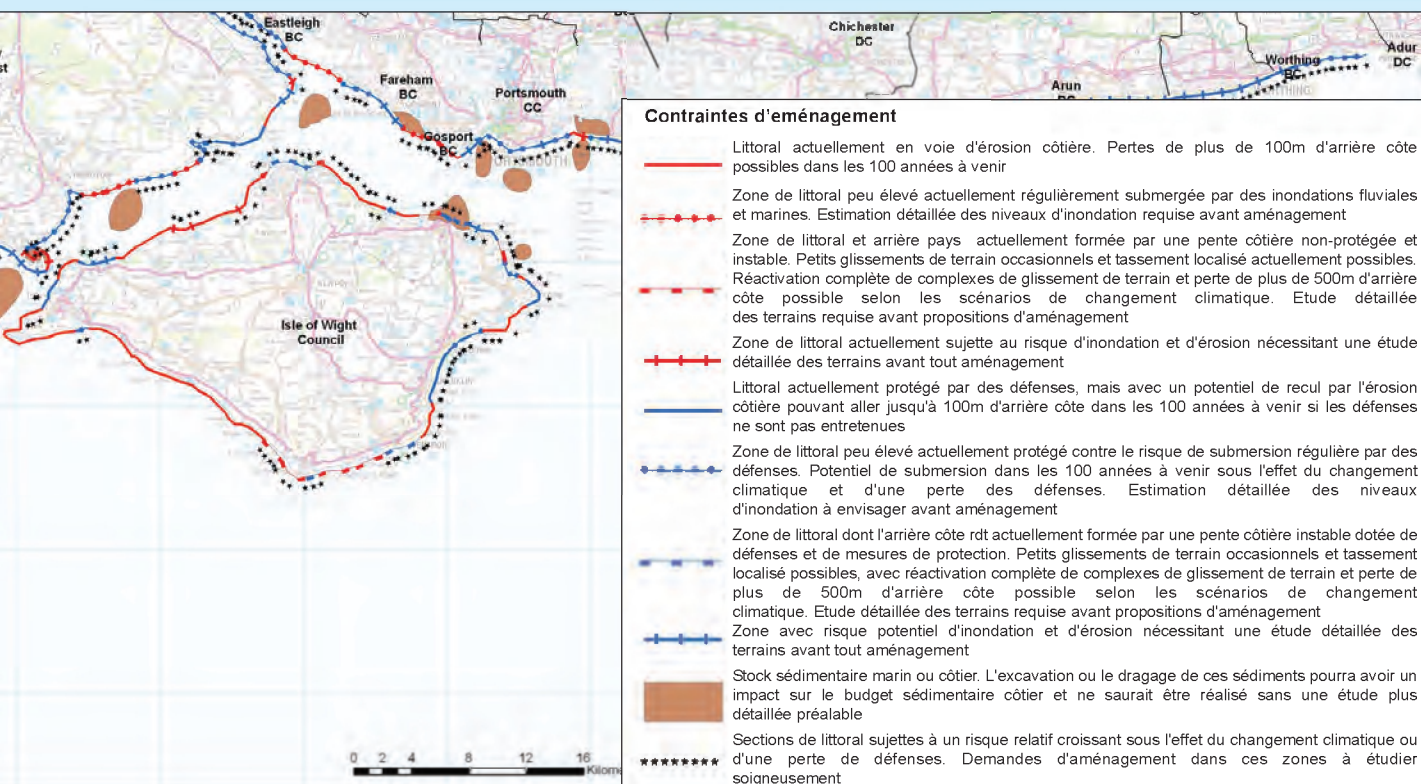 Eastleigh
BC
Chichester
DC
Adur
DC
Worthing
BC
Fareham
BC
Portsmouth
CC
Arun
Gosport
BC
Isle of Wight
Council
0 2 4 8 12 16
Contraintes d'eménagement
Littoral actuellement en voie d'érosion côtière. Pertes de plus de 100m d'arrière côte
possibles dans les 100 années à venir
Zone de littoral peu élevé actuellement régulièrement submergée par des inondations fluviales
et marines. Estimation détaillée des niveaux d'inondation requise avant aménagement
Zone de littoral et arrière pays actuellement formée par une pente côtière non-protégée et
instable. Petits glissements de terrain occasionnels et tassement localisé actuellement possibles.
Réactivation complète de complexes de glissement de terrain et perte de plus de 500m d'arrière
côte possible selon les scénarios de changement climatique. Etude détaillée
des terrains requise avant propositions d'aménagement
Zone de littoral actuellement sujette au risque d'inondation et d'érosion nécessitant une étude
détaillée des terrains avant tout aménagement
Littoral actuellement protégé par des défenses, mais avec un potentiel de recul par l'érosion
côtière pouvant aller jusqu'à 100m d'arrière côte dans les 100 années à venir si les défenses
ne sont pas entretenues
Zone de littoral peu élevé actuellement protégé contre le risque de submersion régulière par des
défenses. Potentiel de submersion dans les 100 années à venir sous l'effet du changement
climatique et d'une perte des défenses. Estimation détaillée des niveaux
d'inondation à envisager avant aménagement
Zone de littoral dont l'arrière côte rdt actuellement formée par une pente côtière instable dotée de
défenses et de mesures de protection. Petits glissements de terrain occasionnels et tassement
localisé possibles, avec réactivation complète de complexes de glissement de terrain et perte de
plus de 500m d'arrière côte possible selon les scénarios de changement
climatique. Etude détaillée des terrains requise avant propositions d'aménagement
Zone avec risque potentiel d'inondation et d'érosion nécessitant une étude détaillée des
terrains avant tout aménagement
Stock sédimentaire marin ou côtier. L'excavation ou le dragage de ces sédiments pourra avoir un
impact sur le budget sédimentaire côtier et ne saurait être réalisé sans une étude plus
détaillée préalable
Sections de littoral sujettes à un risque relatif croissant sous l'effet du changement climatique ou
d'une perte de défenses. Demandes d'aménagement dans ces zones à étudier
soigneusement